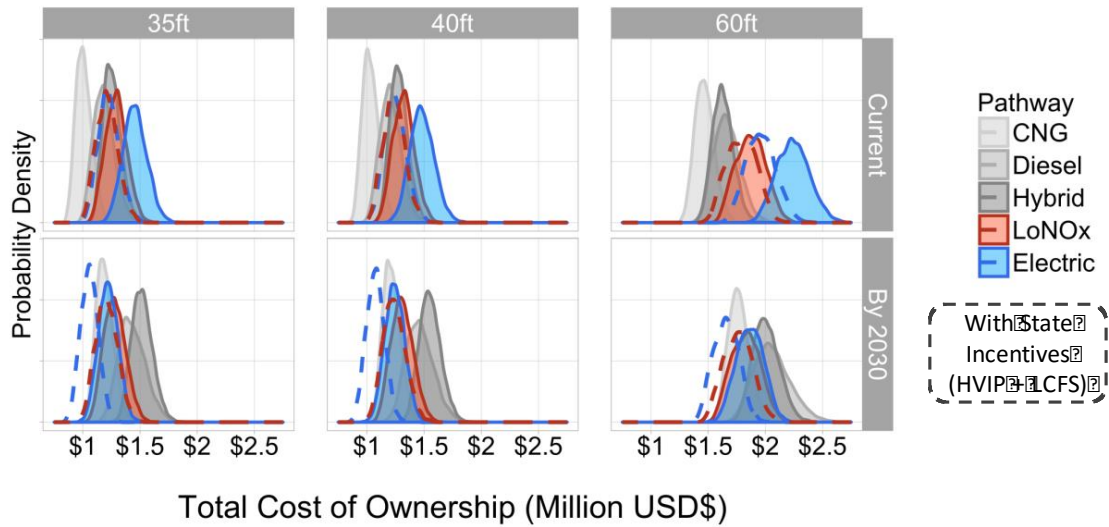 35ft
40ft
60ft
Probability Density
Current
By 2030
$1 $1.5 $2 $2.5
$1 $1.5 $2 $2.5
$1 $1.5 $2 $2.5
Total Cost of Ownership (Million USD$)
Pathway
CNG
Diesel
Hybrid
LoNOx
Electric
With⍰State⍰
Incentives⍰
(HVIP⍰+⍰LCFS)⍰